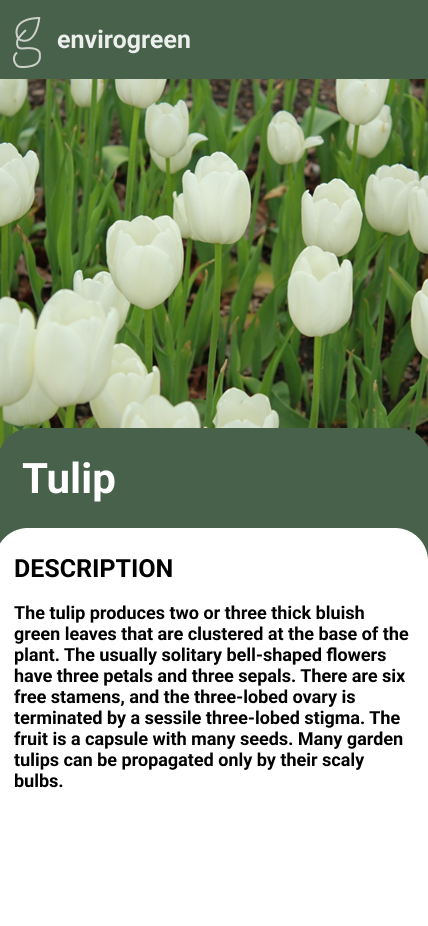 envirogreen
Tulip
DESCRIPTION
The tulip produces two or three thick bluish
green leaves that are clustered at the base of the
plant. The usually solitary bell-shaped flowers
have three petals and three sepals. There are six
free stamens, and the three-lobed ovary is
terminated by a sessile three-lobed stigma. The
fruit is a capsule with many seeds. Many garden
tulips can be propagated only by their scaly
bulbs.